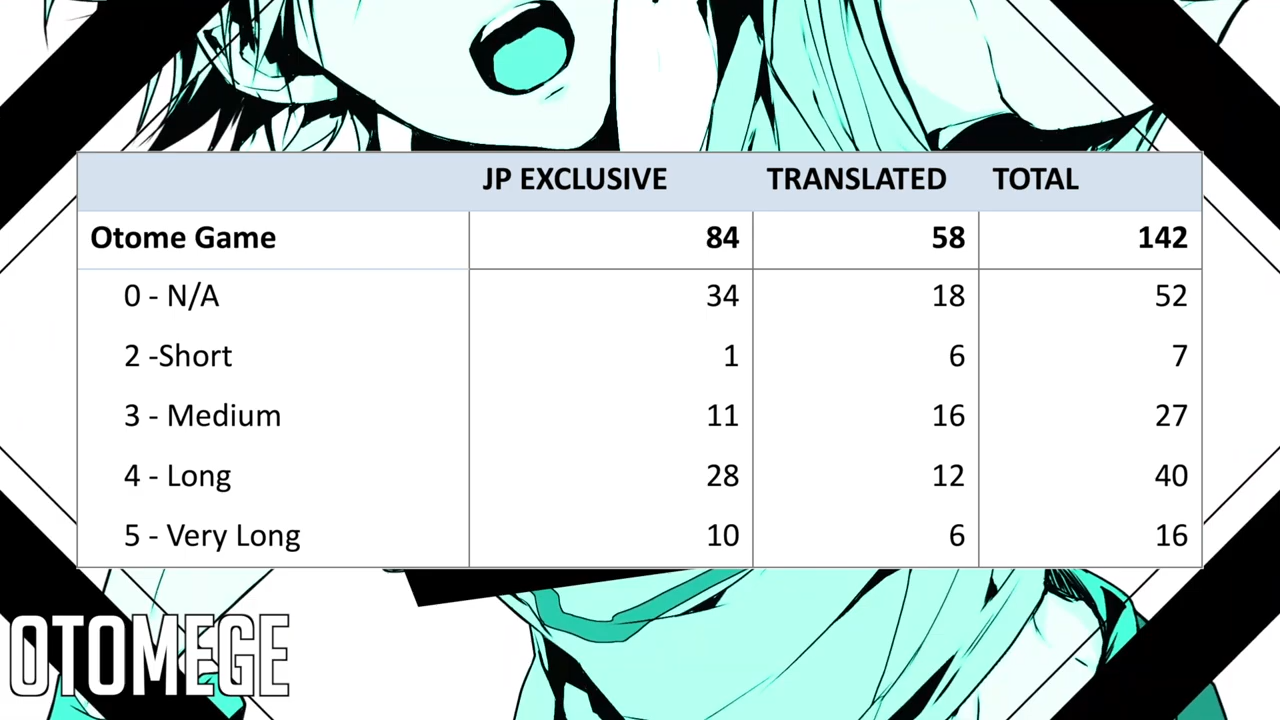 JP EXCLUSIVE TRANSLATED TOTAL
Otome Game 84 58 142
0 - N/A 34 18 52
2 -Short 1 6 7
3 - Medium 11 16 27
4 - Long 28 12 40
5 - Very Long 10 6 16
OTOMEGE